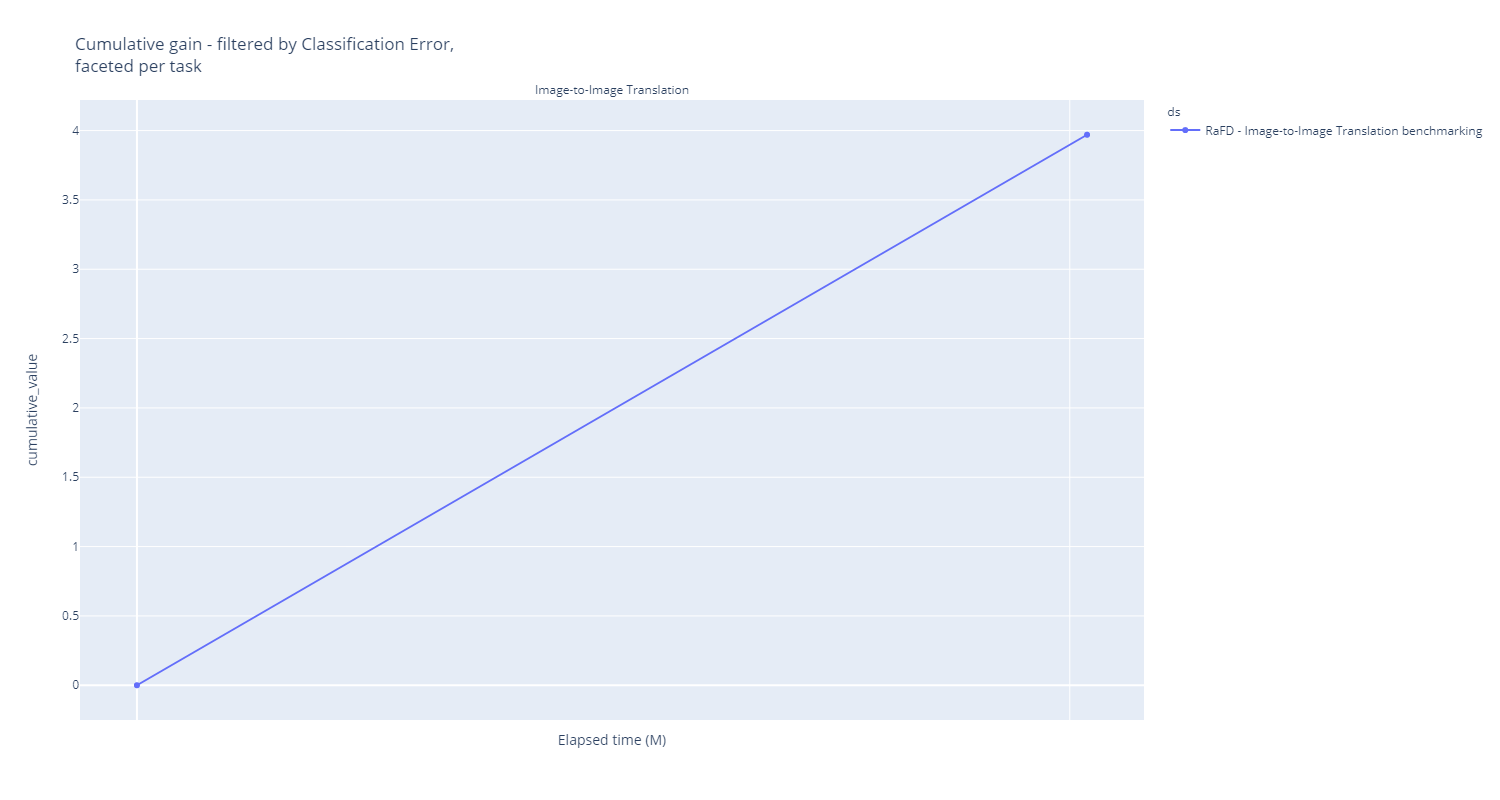 Cumulative gain - filtered by Classification Error,
faceted per task
Image-to-Image Translation
ds
RaFD - Image-to-Image Translation benchmarking
4
3.5
3
2.5
2
1.5
1
0.5
0
cumulative_value
Elapsed time (M)